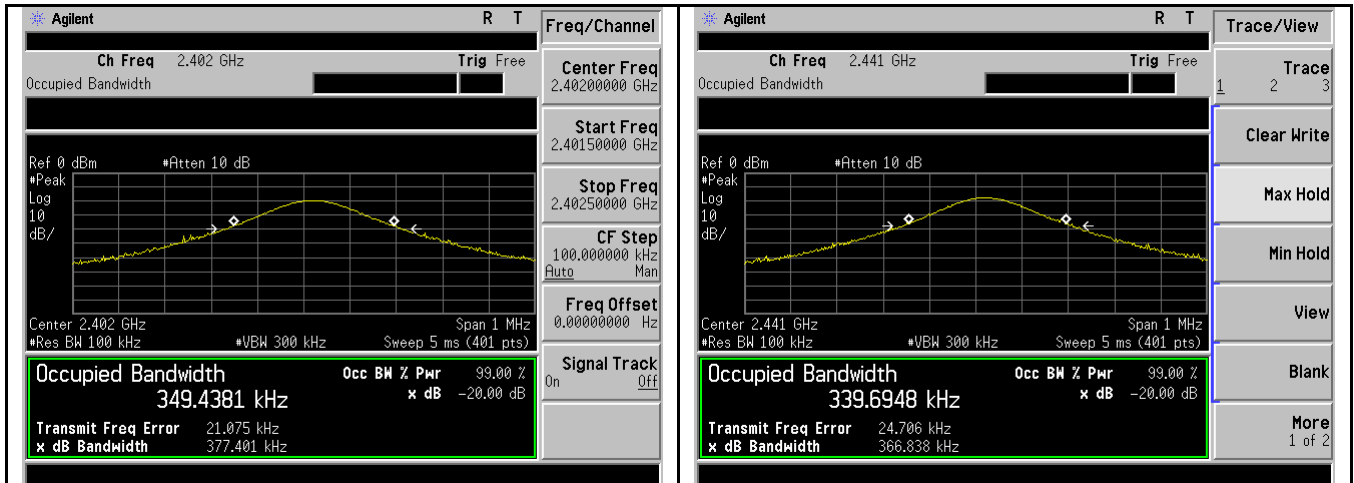 Agilent R T
Freq/Channel
Ch Freq 2.402 GHz Trig Free
Occupied Bandwidth
Center Freq
2.40200000 GHz
Start Freq
2.40150000 GHz
Ref 0 dBm #Atten 10 dB
#Peak
Log
10
dB/
Stop Freq
2.40250000 GHz
CF Step
100.000000 kHz
Auto Man
Freq Offset
0.00000000 Hz
Center 2.402 GHz Span 1 MHz
#Res BW 100 kHz #VBW 300 kHz Sweep 5 ms (401 pts)
Signal Track
On Off
Occupied Bandwidth Occ BW % Pwr 99.00 %
349.4381 kHz x dB -20.00 dB
Transmit Freq Error 21.075 kHz
x dB Bandwidth 377.401 kHz
Agilent R T
Trace/View
Ch Freq 2.441 GHz Trig Free
Occupied Bandwidth
Trace
1 2 3
Clear Write
Ref 0 dBm #Atten 10 dB
#Peak
Log
10
dB/
Max Hold
Min Hold
View
Center 2.441 GHz Span 1 MHz
#Res BW 100 kHz #VBW 300 kHz Sweep 5 ms (401 pts)
Blank
Occupied Bandwidth Occ BW % Pwr 99.00 %
339.6948 kHz x dB -20.00 dB
Transmit Freq Error 24.706 kHz
x dB Bandwidth 366.838 kHz
More
1 of 2